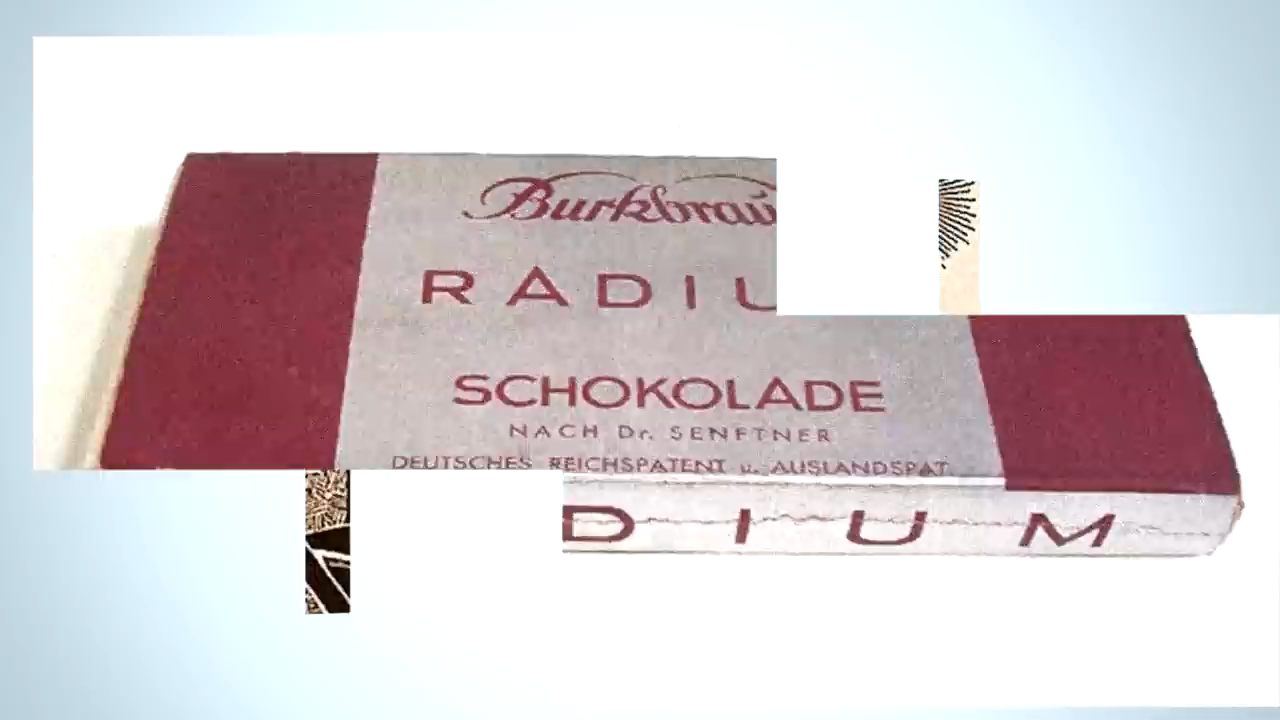 Burkbrau
RADIU
SCHOKOLADE
NACH Dr. SENFTNER
DEUTSCHES REICHSPATENT u. AUSLANDSPAT.
DIUM